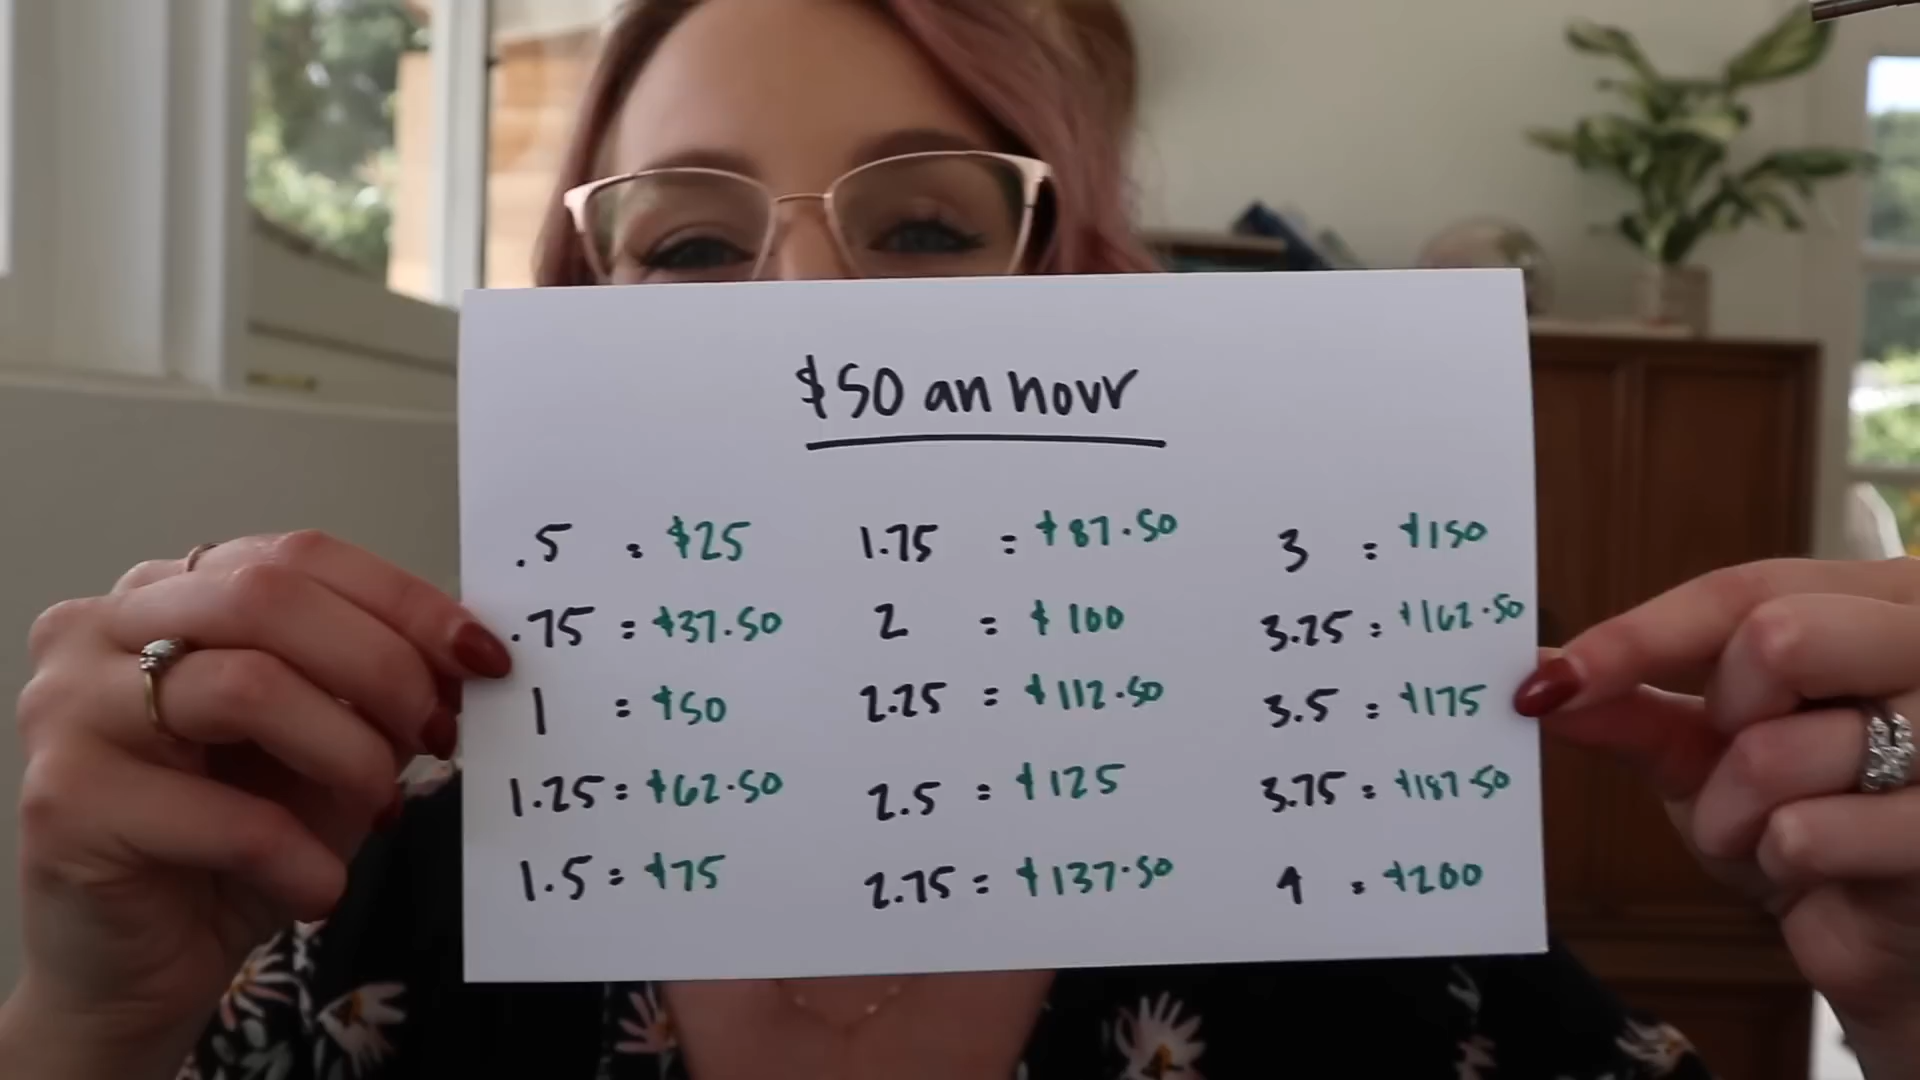 $50 an hour
.5 = $25
.75 = $37.50
1 = $50
1.25 = $62.50
1.5 = $75
1.75 = $87.50
2 = $100
2.25 = $112.50
2.5 = $125
2.75 = $137.50
3 = $150
3.25 = $162.50
3.5 = $175
3.75 = $187.50
4 = $200